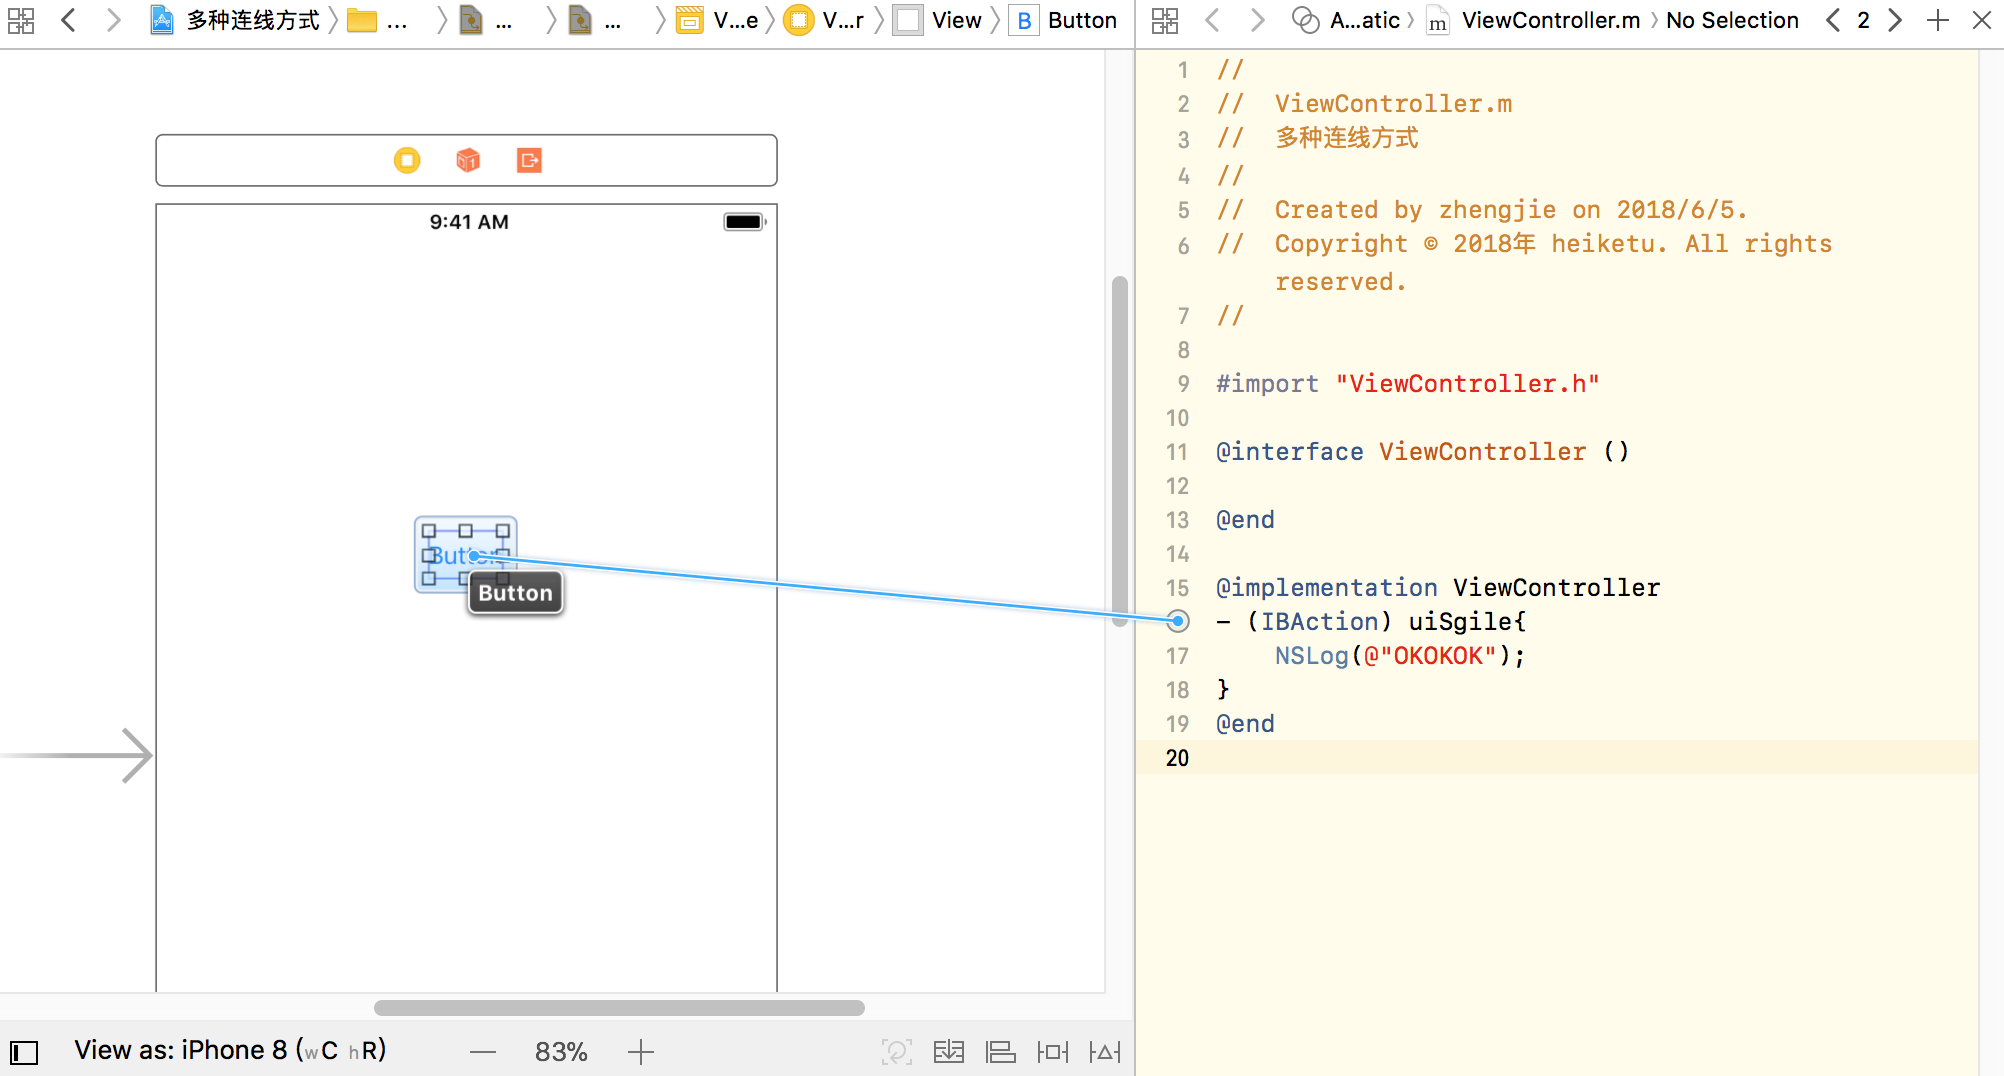 多种连线方式 … … … V...e V...r View B Button
A...atic m ViewController.m No Selection 2
9:41 AM
Button
Button
1 //
2 //  ViewController.m
3 //  多种连线方式
4 //
5 //  Created by zhengjie on 2018/6/5.
6 //  Copyright © 2018年 heiketu. All rights
reserved.
7 //
8
9 #import "ViewController.h"
10
11 @interface ViewController ()
12
13 @end
14
15 @implementation ViewController
- (IBAction) uiSgile{
17     NSLog(@"OKOKOK");
18 }
19 @end
20
View as: iPhone 8 (wC hR) — 83% +